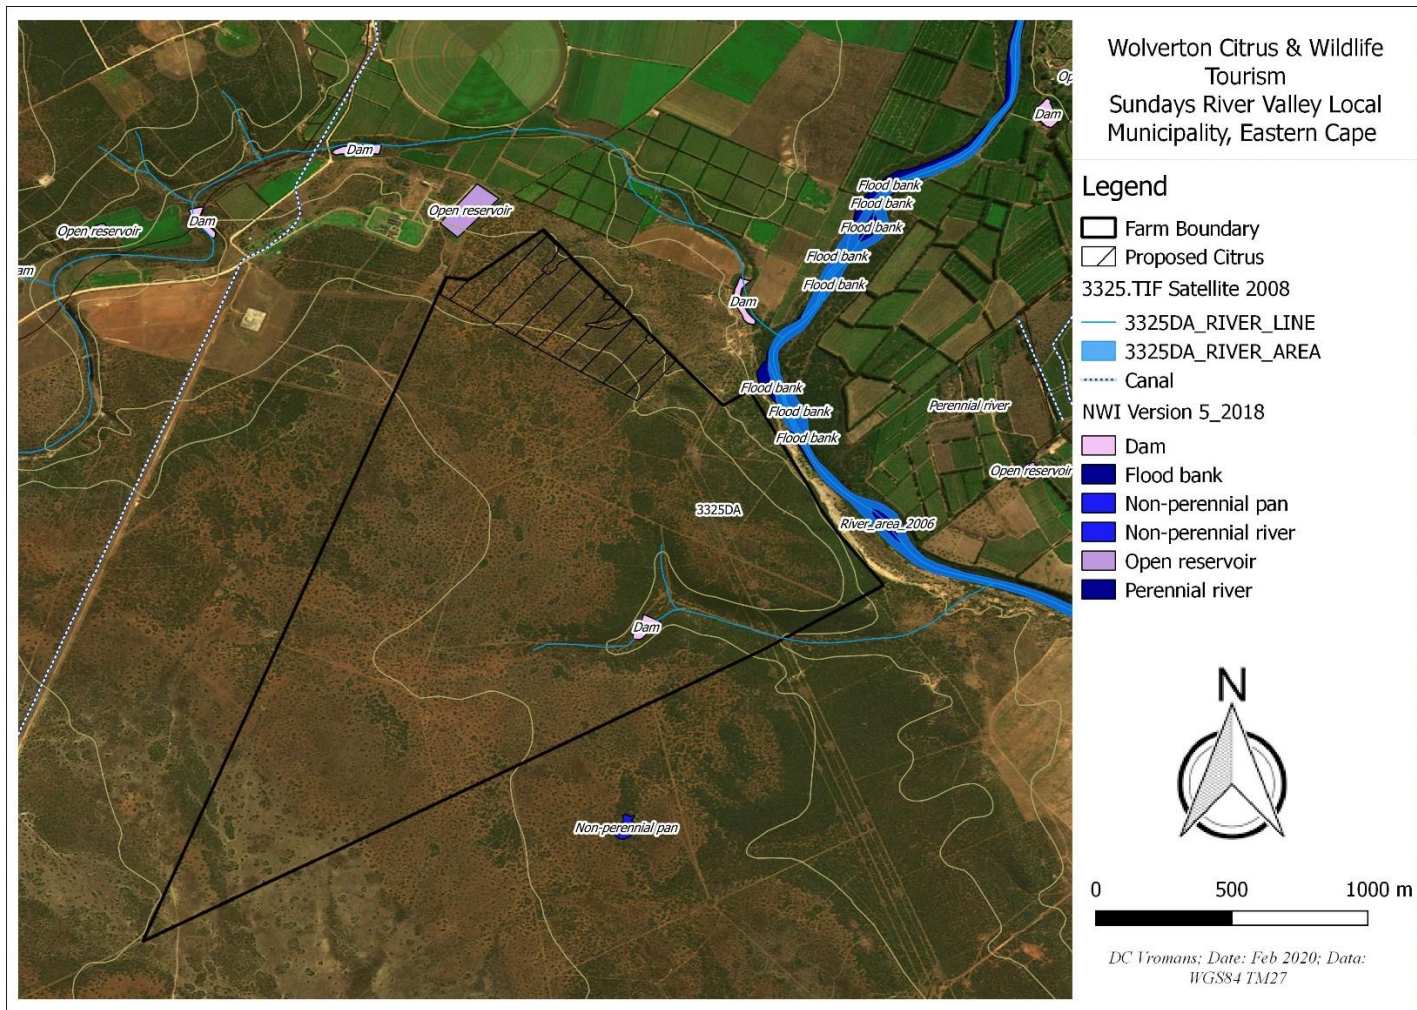 Wolverton Citrus & Wildlife
Tourism
Sundays River Valley Local
Municipality, Eastern Cape
Legend
Farm Boundary
Proposed Citrus
3325.TIF Satellite 2008
3325DA_RIVER_LINE
3325DA_RIVER_AREA
Canal
NWI Version 5_2018
Dam
Flood bank
Non-perennial pan
Non-perennial river
Open reservoir
Perennial river
N
0 500 1000 m
DC Vromans; Date: Feb 2020; Data:
WGS84 TM27
Op
Dam
Dam
Flood bank
Flood bank
Open reservoir
Dam
Flood bank
Open reservoir
Flood bank
am
Flood bank
Dam
Flood bank
Perennial river
Flood bank
Flood bank
Open reservoir
3325DA
River_area_2006
Dam
Non-perennial pan